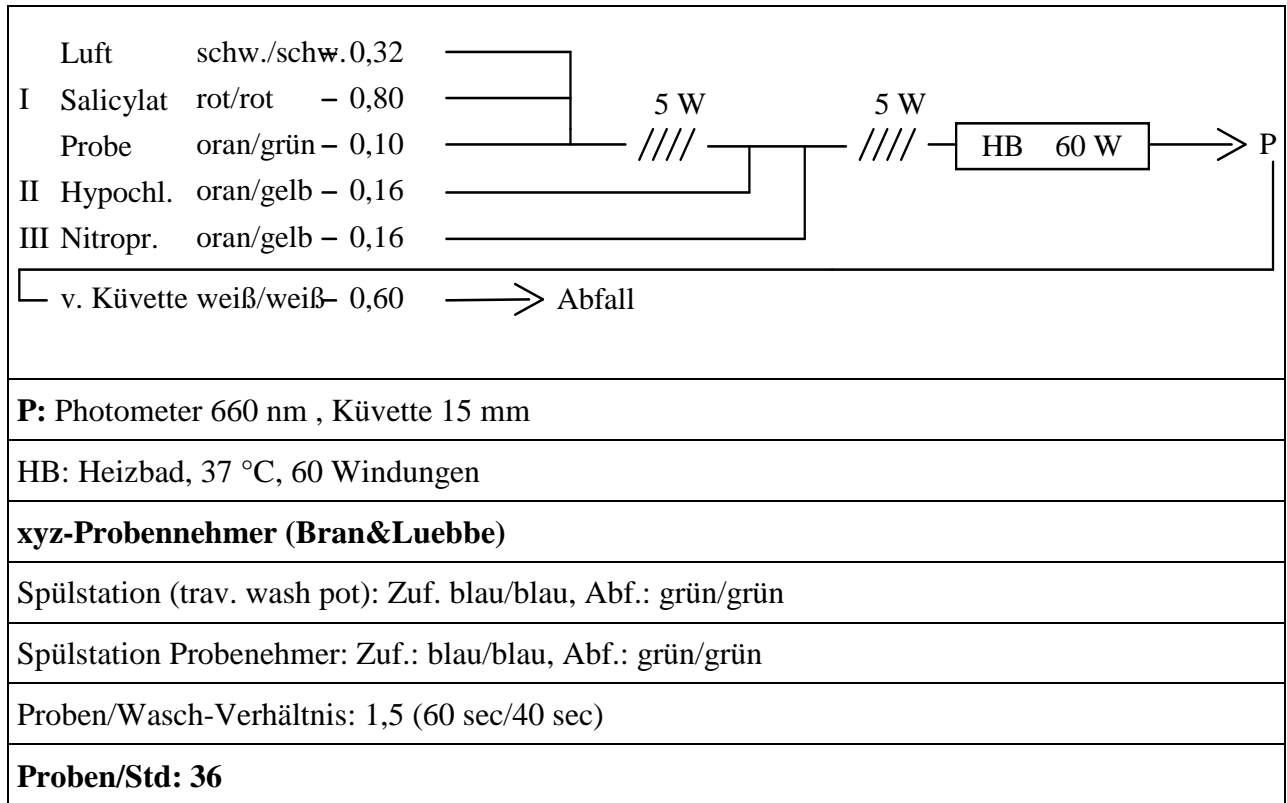 Luft schw./schw. 0,32
I Salicylat rot/rot – 0,80
5 W 5 W
Probe oran/grün – 0,10 HB 60 W P
II Hypochl. oran/gelb – 0,16
III Nitropr. oran/gelb – 0,16
v. Küvette weiß/weiß – 0,60 Abfall
P: Photometer 660 nm , Küvette 15 mm
HB: Heizbad, 37 °C, 60 Windungen
xyz-Probennehmer (Bran&Luebbe)
Spülstation (trav. wash pot): Zuf. blau/blau, Abf.: grün/grün
Spülstation Probenehmer: Zuf.: blau/blau, Abf.: grün/grün
Proben/Wasch-Verhältnis: 1,5 (60 sec/40 sec)
Proben/Std: 36